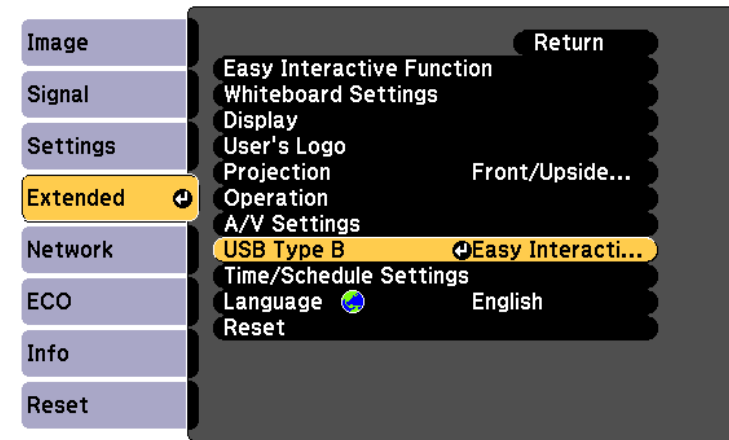 Image
Signal
Settings
Extended
Network
ECO
Info
Reset
Return
Easy Interactive Function
Whiteboard Settings
Display
User's Logo
Projection Front/Upside...
Operation
A/V Settings
USB Type B Easy Interacti...
Time/Schedule Settings
Language English
Reset